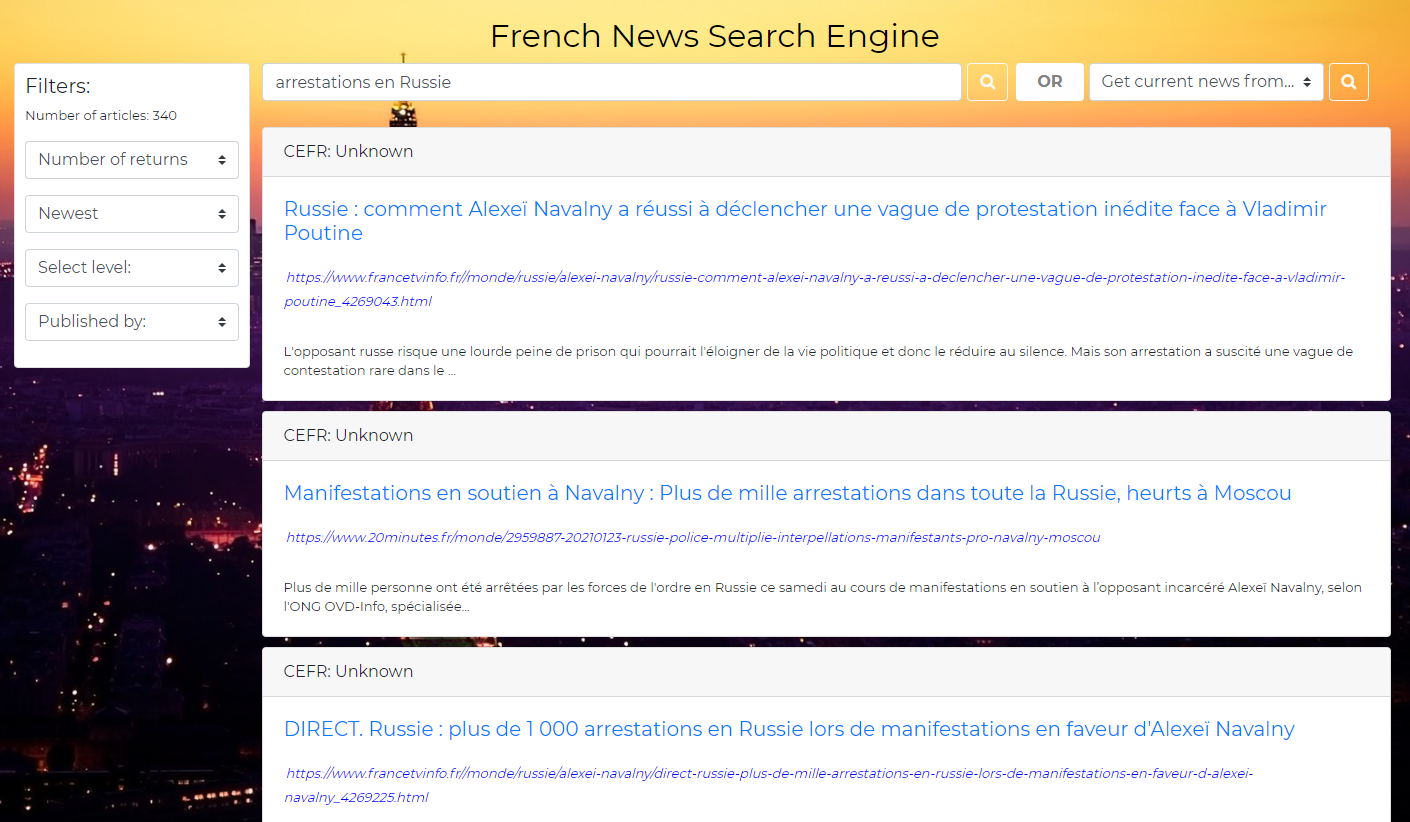 French News Search Engine
Filters:
Number of articles: 340
Number of returns
Newest
Select level:
Published by:
arrestations en Russie
OR
Get current news from...
CEFR: Unknown
Russie : comment Alexeï Navalny a réussi à déclencher une vague de protestation inédite face à Vladimir
Poutine
https://www.francetvinfo.fr//monde/russie/alexei-navalny/russie-comment-alexei-navalny-a-reussi-a-declencher-une-vague-de-protestation-inedite-face-a-vladimir-
poutine_4269043.html
L'opposant russe risque une lourde peine de prison qui pourrait l'éloigner de la vie politique et donc le réduire au silence. Mais son arrestation a suscité une vague de
contestation rare dans le ...
CEFR: Unknown
Manifestations en soutien à Navalny : Plus de mille arrestations dans toute la Russie, heurts à Moscou
https://www.20minutes.fr/monde/2959887-20210123-russie-police-multiplie-interpellations-manifestants-pro-navalny-moscou
Plus de mille personne ont été arrêtées par les forces de l'ordre en Russie ce samedi au cours de manifestations en soutien à l’opposant incarcéré Alexeï Navalny, selon
l'ONG OVD-Info, spécialisée...
CEFR: Unknown
DIRECT. Russie : plus de 1 000 arrestations en Russie lors de manifestations en faveur d'Alexeï Navalny
https://www.francetvinfo.fr//monde/russie/alexei-navalny/direct-russie-plus-de-mille-arrestations-en-russie-lors-de-manifestations-en-faveur-d-alexei-
navalny_4269225.html